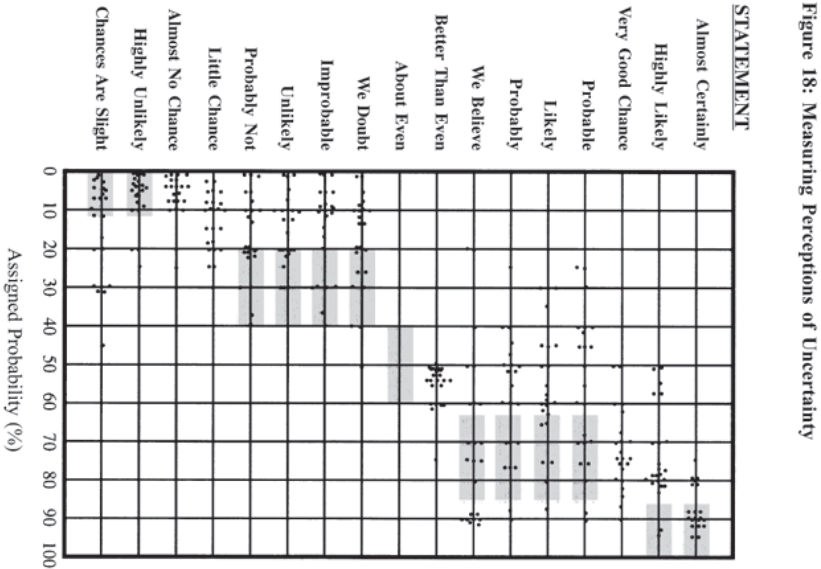 Figure 18: Measuring Perceptions of Uncertainty
STATEMENT
Almost Certainly
Highly Likely
Very Good Chance
Probable
Likely
Probably
We Believe
Better Than Even
About Even
We Doubt
Improbable
Unlikely
Probably Not
Little Chance
Almost No Chance
Highly Unlikely
Chances Are Slight
0 10 20 30 40 50 60 70 80 90 100
Assigned Probability (%)